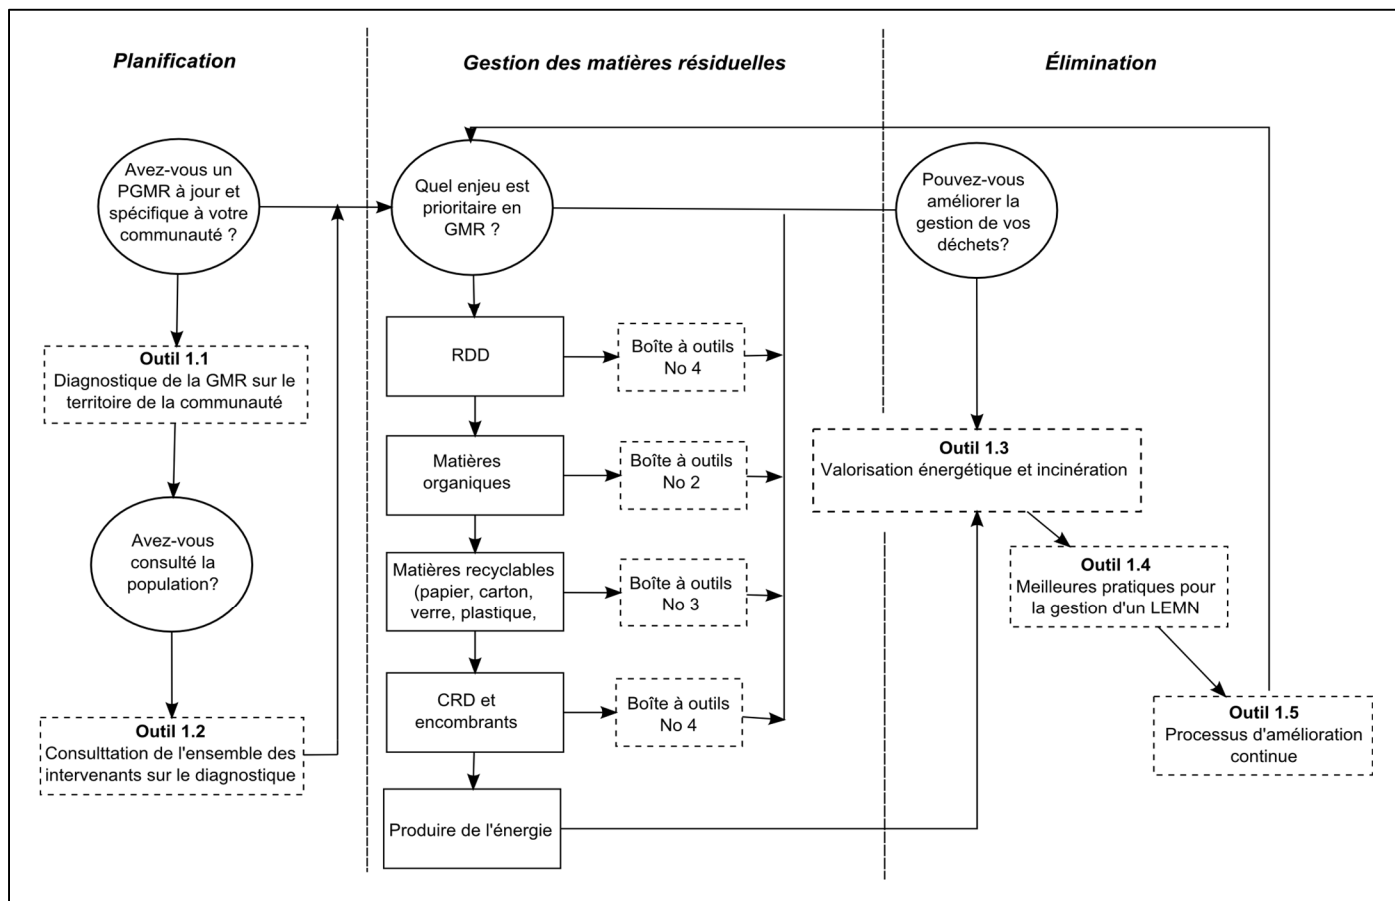 Planification
Gestion des matières résiduelles
Élimination
Avez-vous un
PGMR à jour et
spécifique à votre
communauté ?
Outil 1.1
Diagnostique de la GMR sur le
territoire de la communauté
Avez-vous
consulté la
population?
Outil 1.2
Consulttation de l'ensemble des
intervenants sur le diagnostique
Quel enjeu est
prioritaire en
GMR ?
RDD
Boîte à outils
No 4
Matières
organiques
Boîte à outils
No 2
Matières recyclables
(papier, carton,
verre, plastique,
Boîte à outils
No 3
CRD et
encombrants
Boîte à outils
No 4
Produire de l'énergie
Pouvez-vous
améliorer la
gestion de vos
déchets?
Outil 1.3
Valorisation énergétique et incinération
Outil 1.4
Meilleures pratiques pour
la gestion d'un LEMN
Outil 1.5
Processus d'amélioration
continue